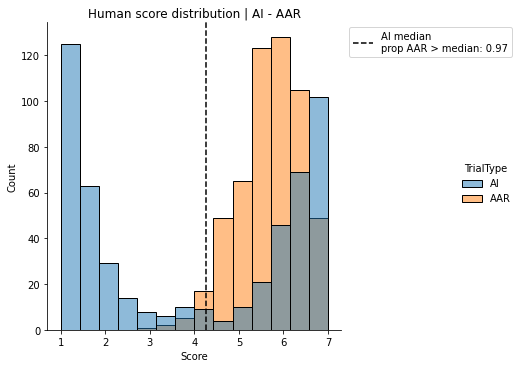 Human score distribution | AI - AAR
AI median
prop AAR > median: 0.97
120
100
80
60
40
20
0
Count
1 2 3 4 5 6 7
Score
TrialType
AI
AAR